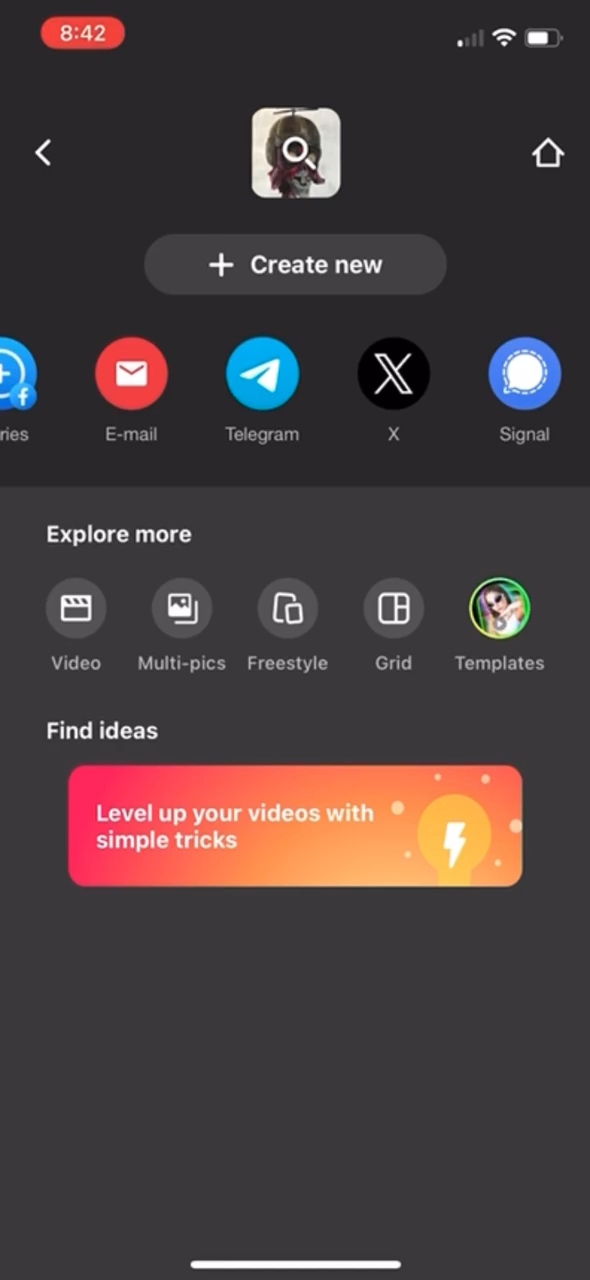 8:42
Create new
ries
E-mail
Telegram
X
Signal
Explore more
Video
Multi-pics
Freestyle
Grid
Templates
Find ideas
Level up your videos with
simple tricks